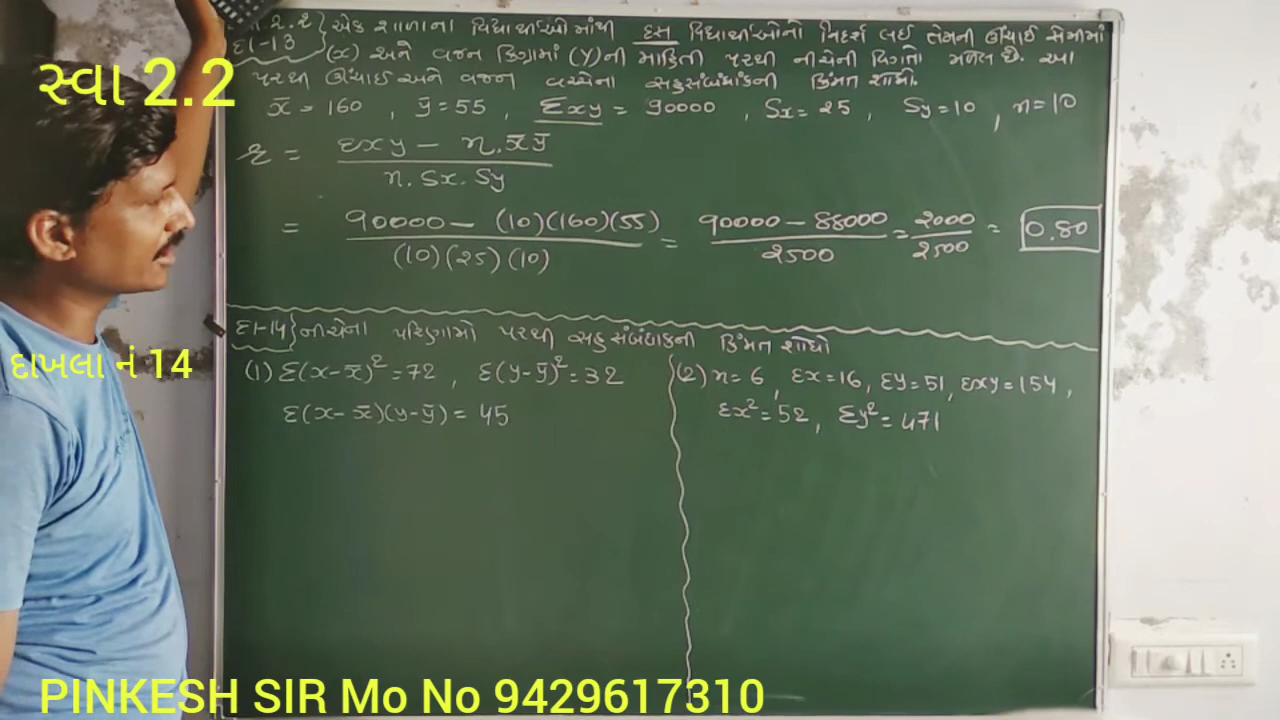 2.2} એક શાળાના વિદ્યાર્થીઓમાંથી દસ વિદ્યાર્થીઓનો નિદર્શ લઈ તેમની ઊંચાઈ સેમીમાં
દા-13 (x) અને વજન કિગ્રામાં (y)ની માહિતી પરથી નીચેની વિગતો મળેલ છે. આ
પરથી ઊંચાઈ અને વજન વચ્ચેના સહસંબંધાંકની કિંમત શોધો.
x̄ = 160 , ȳ = 55 , Σxy = 90000 , Sx = 25 , Sy = 10 , n = 10
r = Σxy − n.x̄ȳ / n.Sx.Sy
= 90000 − (10)(160)(55) / (10)(25)(10) = 90000 − 88000 / 2500 = 2000 / 2500 = 0.80
દા-14} નીચેના પરિણામો પરથી સહસંબંધાંકની કિંમત શોધો
(1) Σ(x−x̄)² = 72 , Σ(y−ȳ)² = 32
Σ(x−x̄)(y−ȳ) = 45
(2) n = 6 , Σx = 16, Σy = 51, Σxy = 154 ,
Σx² = 52 , Σy² = 471
સ્વા 2.2
દાખલા નં 14
PINKESH SIR Mo No 9429617310